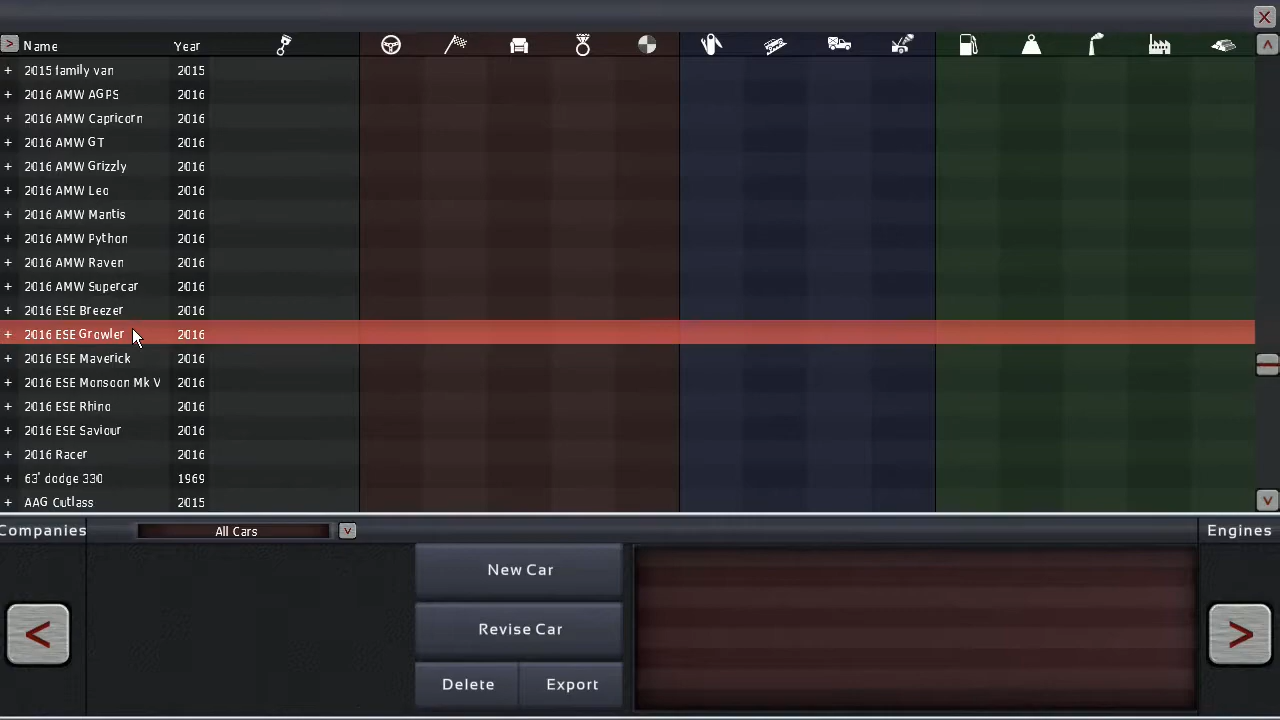 > Name Year
+ 2015 family van 2015
+ 2016 AMW AGPS 2016
+ 2016 AMW Capricorn 2016
+ 2016 AMW GT 2016
+ 2016 AMW Grizzly 2016
+ 2016 AMW Leo 2016
+ 2016 AMW Mantis 2016
+ 2016 AMW Python 2016
+ 2016 AMW Raven 2016
+ 2016 AMW Supercar 2016
+ 2016 ESE Breezer 2016
+ 2016 ESE Growler 2016
+ 2016 ESE Maverick 2016
+ 2016 ESE Monsoon Mk V 2016
+ 2016 ESE Rhino 2016
+ 2016 ESE Saviour 2016
+ 2016 Racer 2016
+ 63' dodge 330 1969
+ AAG Cutlass 2015
Companies All Cars Engines
New Car
Revise Car
< >
Delete Export